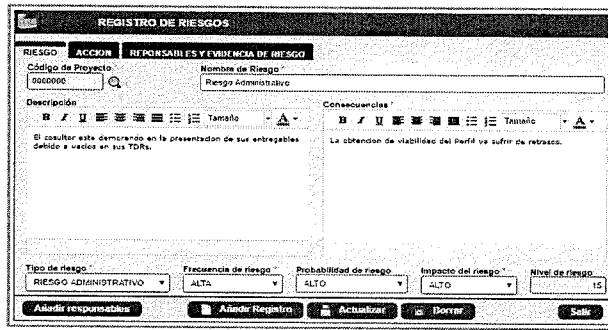 REGISTRO DE RIESGOS
RIESGO ACCION REPONSABLES Y EVIDENCIA DE RIESGO
Código de Proyecto Nombre de Riesgo *
0000000 Riesgo Administrativo
Descripción Consecuencias *
B I U Tamaño A B I U Tamaño A
El cosultor este demorando en la presentacion de sus entregables
debido a vacios en sus TDRs.
La obtencion de viabilidad del Perfil va sufrir de retrasos.
Tipo de riesgo * Frecuencia de riesgo * Probabilidad de riesgo Impacto del riesgo * Nivel de riesgo
RIESGO ADMINISTRATIVO ALTA ALTO ALTO 15
Añadir responsables Añadir Registro Actualizar Borrar Salir